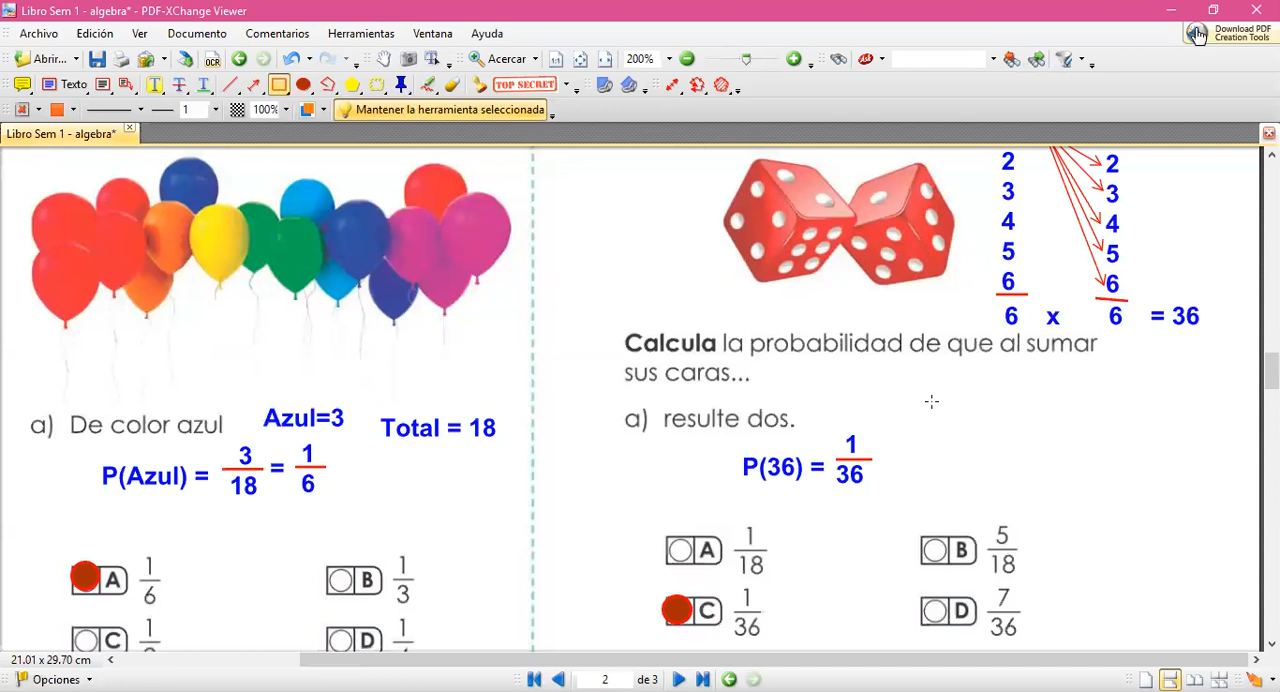 Libro Sem 1 - algebra* - PDF-XChange Viewer
Archivo Edición Ver Documento Comentarios Herramientas Ventana Ayuda
Download PDF
Creation Tools
Abrir... OCR Acercar 200%
Texto TOP SECRET
1 100% Mantener la herramienta seleccionada
Libro Sem 1 - algebra*
2 2
3 3
4 4
5 5
6 6
6 x 6 = 36
Calcula la probabilidad de que al sumar
sus caras...
a) De color azul Azul=3 Total = 18
P(Azul) = 3/18 = 1/6
A 1/6
B 1/3
C
D
a) resulte dos.
P(36) = 1/36
A 1/18
B 5/18
C 1/36
D 7/36
21.01 x 29.70 cm
Opciones 2 de 3